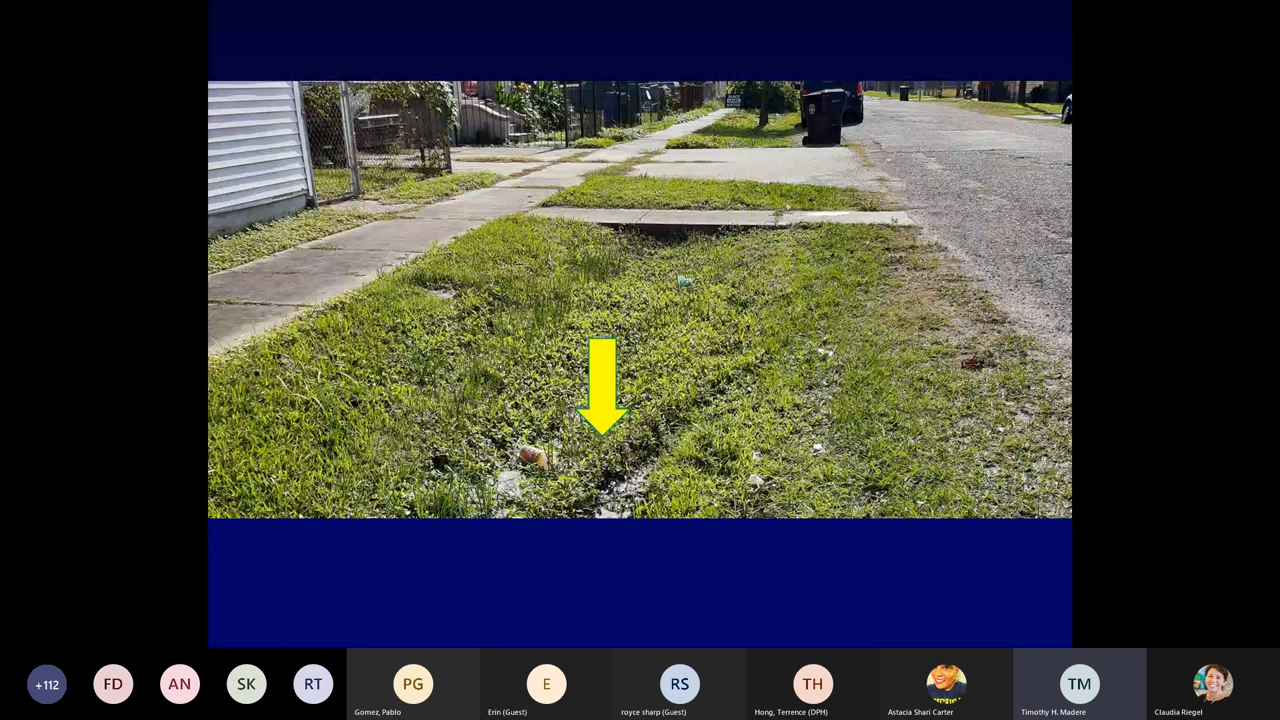 +112
FD
AN
SK
RT
PG
Gomez, Pablo
E
Erin (Guest)
RS
royce sharp (Guest)
TH
Hong, Terrence (DPH)
Astacia Shari Carter
TM
Timothy H. Madere
Claudia Riegel